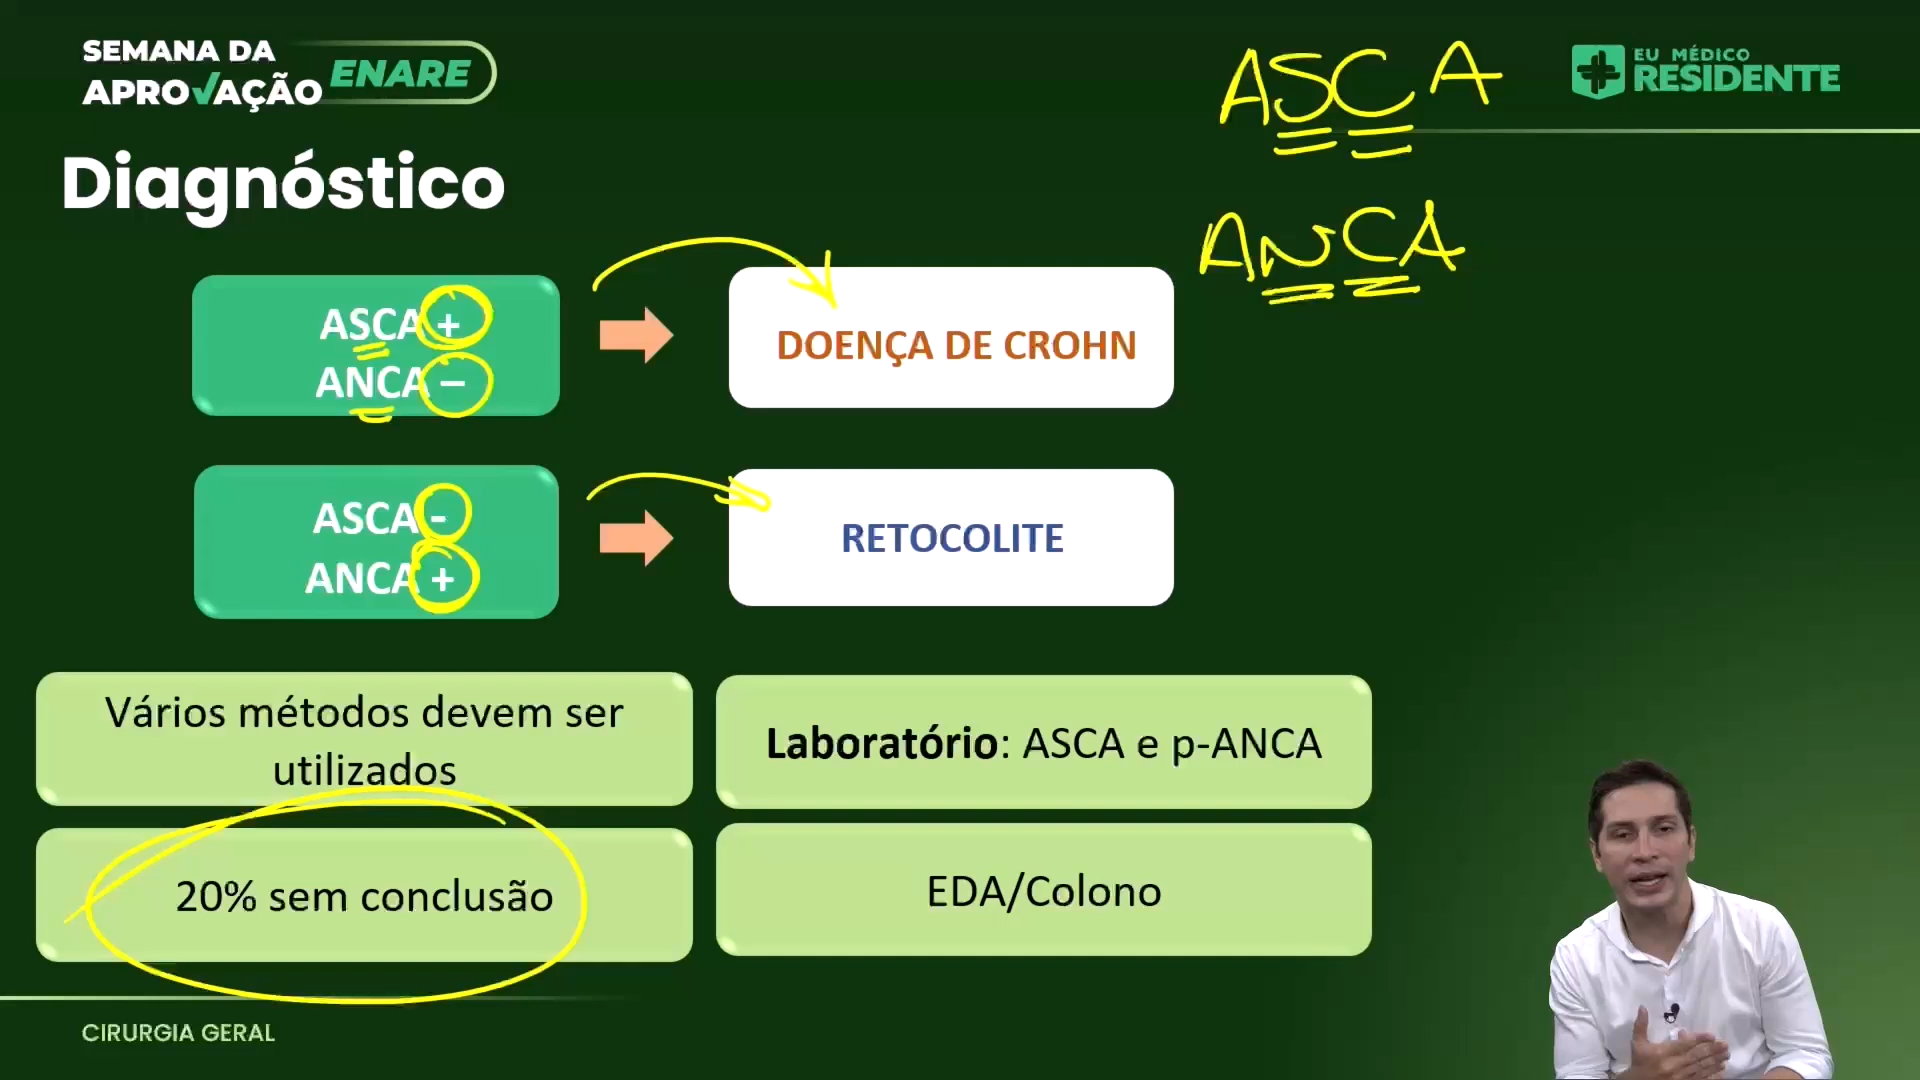 SEMANA DA
APROVAÇÃO ENARE
EU MÉDICO
RESIDENTE
ASCA
ANCA
Diagnóstico
ASCA +
ANCA –
DOENÇA DE CROHN
ASCA -
ANCA +
RETOCOLITE
Vários métodos devem ser
utilizados
Laboratório: ASCA e p-ANCA
20% sem conclusão
EDA/Colono
CIRURGIA GERAL